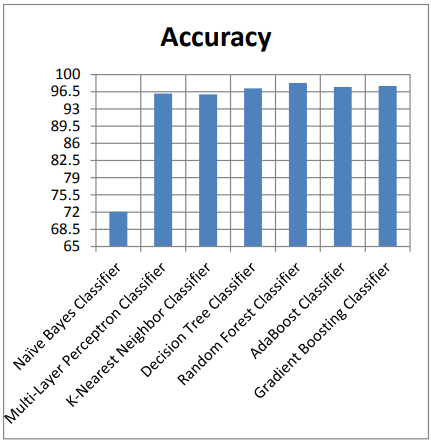 Accuracy
100
96.5
93
89.5
86
82.5
79
75.5
72
68.5
65
Naïve Bayes Classifier
Multi-Layer Perceptron Classifier
K-Nearest Neighbor Classifier
Decision Tree Classifier
Random Forest Classifier
AdaBoost Classifier
Gradient Boosting Classifier